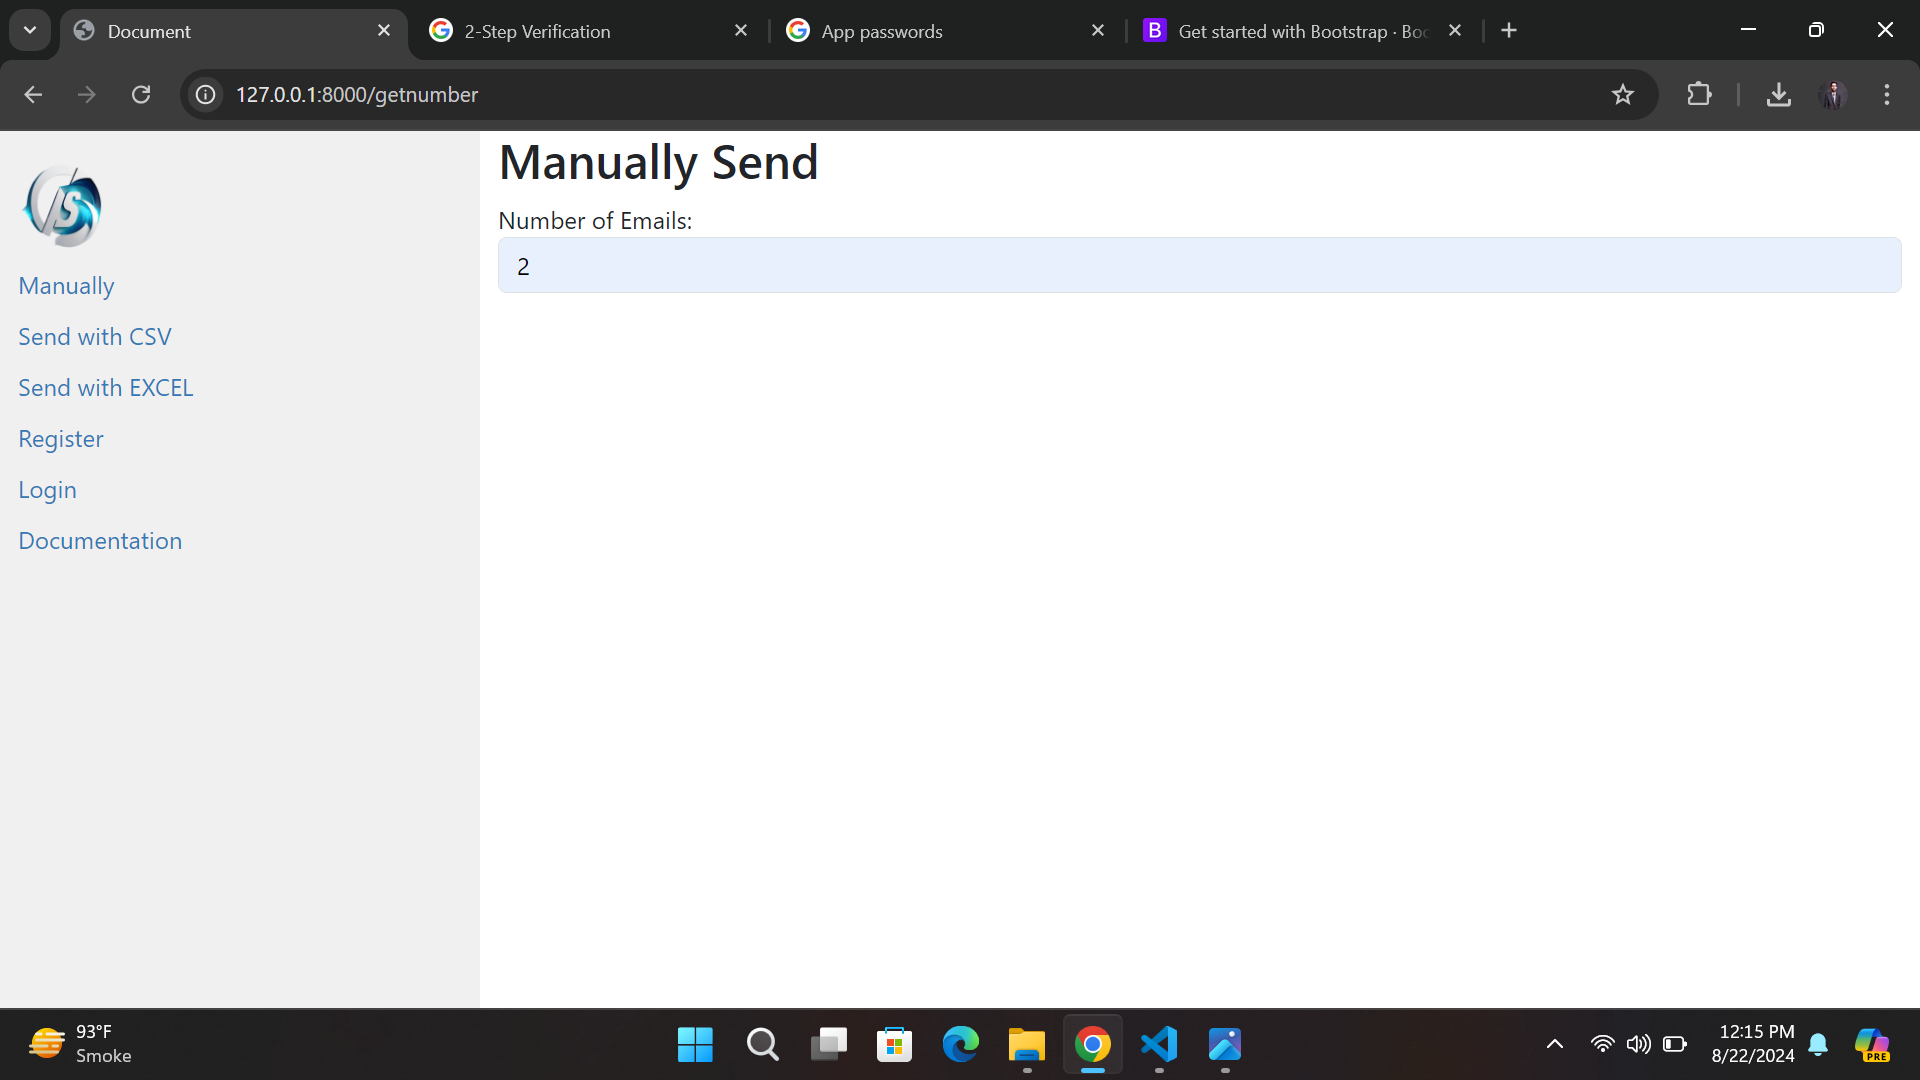 Document
2-Step Verification
App passwords
Get started with Bootstrap · Boo
127.0.0.1:8000/getnumber
Manually
Send with CSV
Send with EXCEL
Register
Login
Documentation
Manually Send
Number of Emails:
2
93°F
Smoke
12:15 PM
8/22/2024
PRE